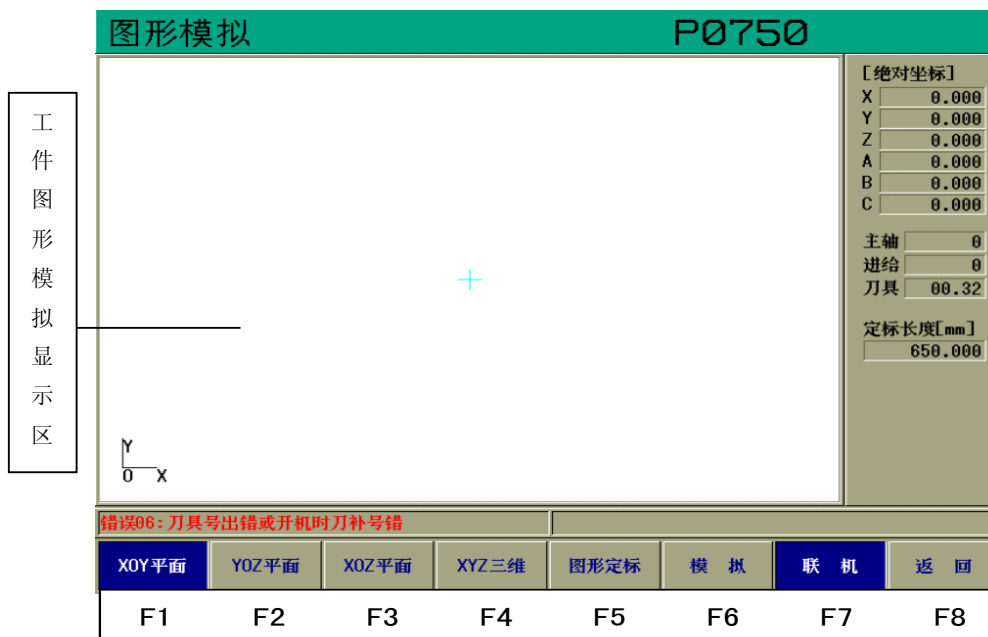 图形模拟 P0750
工件图形模拟显示区
[绝对坐标]
X 0.000
Y 0.000
Z 0.000
A 0.000
B 0.000
C 0.000
主轴 0
进给 0
刀具 00.32
定标长度[mm]
650.000
Y
O X
错误06:刀具号出错或开机时刀补号错
XOY平面 YOZ平面 XOZ平面 XYZ三维 图形定标 模 拟 联 机 返 回
F1 F2 F3 F4 F5 F6 F7 F8